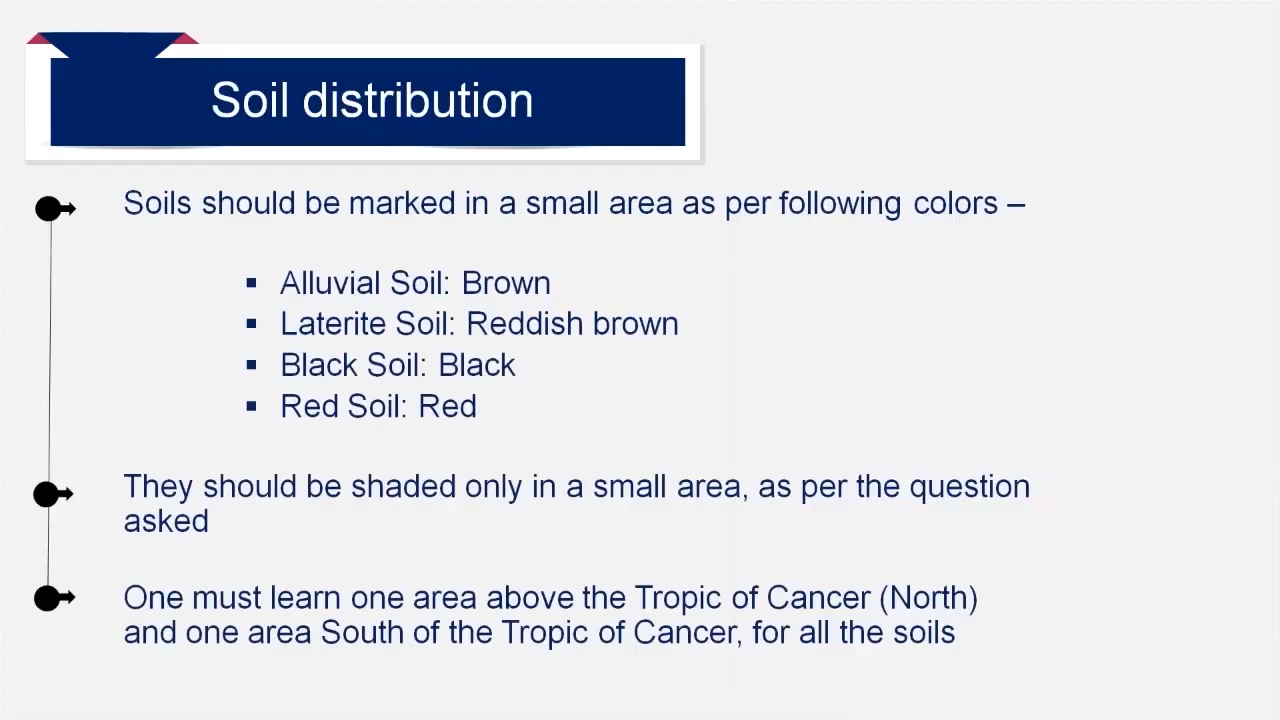 Soil distribution
Soils should be marked in a small area as per following colors –
▪ Alluvial Soil: Brown
▪ Laterite Soil: Reddish brown
▪ Black Soil: Black
▪ Red Soil: Red
They should be shaded only in a small area, as per the question
asked
One must learn one area above the Tropic of Cancer (North)
and one area South of the Tropic of Cancer, for all the soils